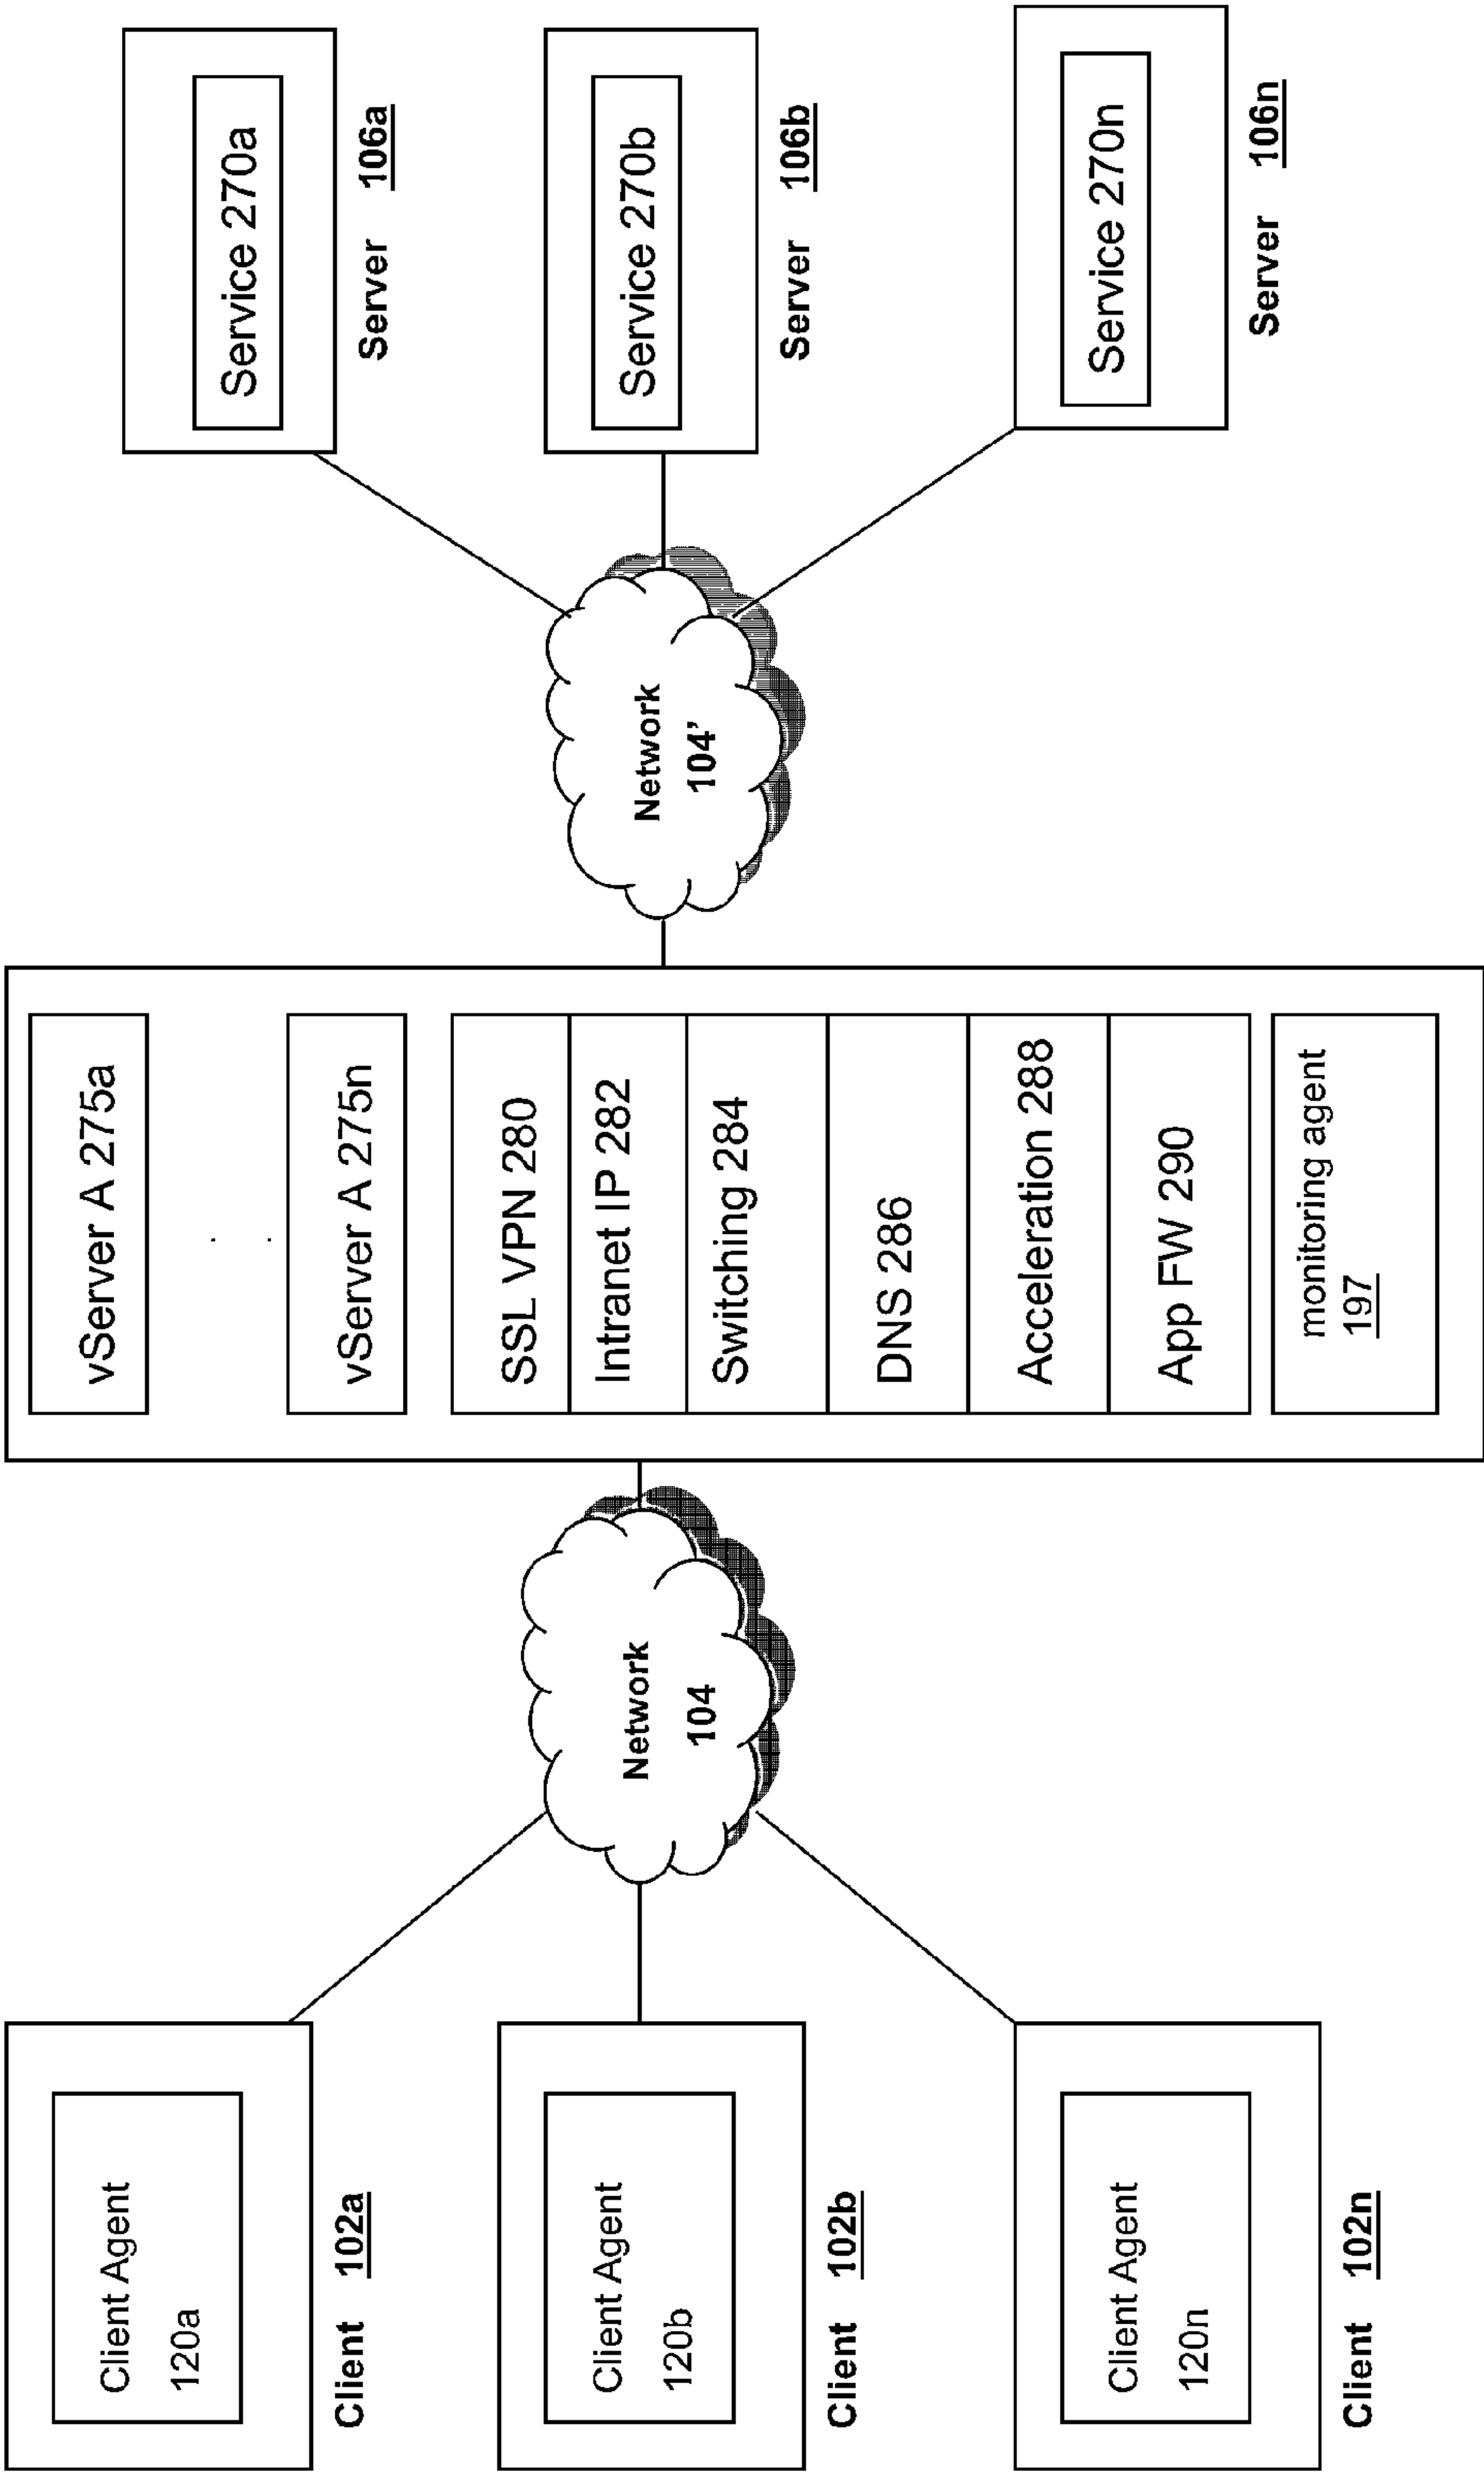 Client Agent
120a
Client 102a
Client Agent
120b
Client 102b
Client Agent
120n
Client 102n
Network
104
vServer A 275a
.
.
vServer A 275n
SSL VPN 280
Intranet IP 282
Switching 284
DNS 286
Acceleration 288
App FW 290
monitoring agent
197
Network
104’
Service 270a
Server 106a
Service 270b
Server 106b
Service 270n
Server 106n